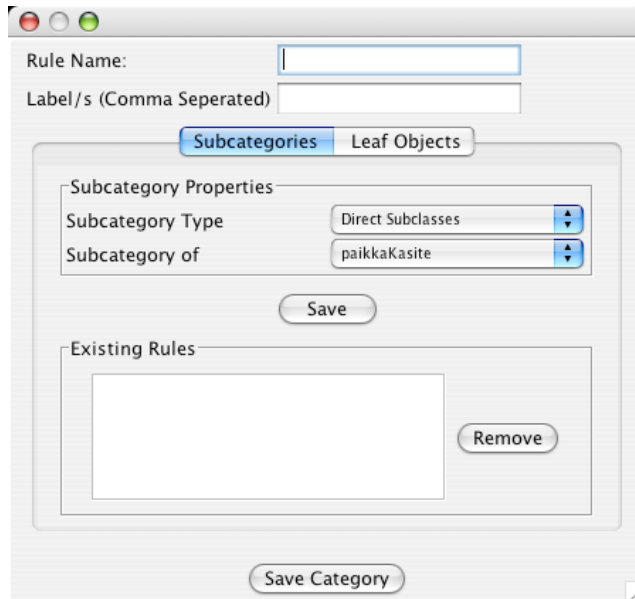 Rule Name:
Label/s (Comma Seperated)
Subcategories Leaf Objects
Subcategory Properties
Subcategory Type Direct Subclasses
Subcategory of paikkaKasite
Save
Existing Rules
Remove
Save Category